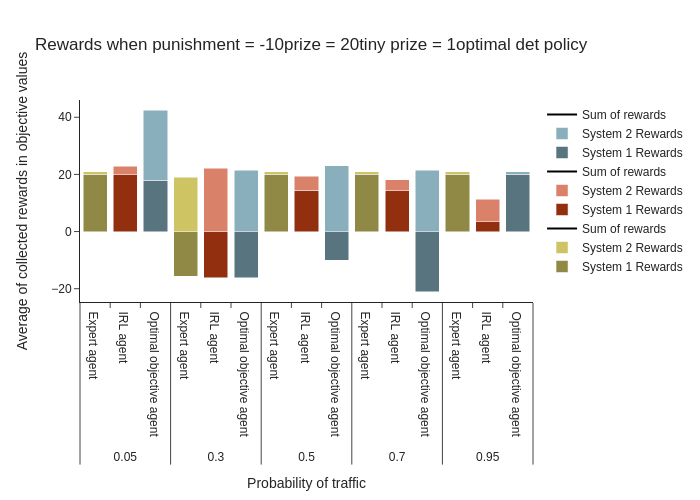 Rewards when punishment = -10prize = 20tiny prize = 1optimal det policy
Average of collected rewards in objective values
40
20
0
−20
Sum of rewards
System 2 Rewards
System 1 Rewards
Sum of rewards
System 2 Rewards
System 1 Rewards
Sum of rewards
System 2 Rewards
System 1 Rewards
Expert agent
IRL agent
Optimal objective agent
Expert agent
IRL agent
Optimal objective agent
Expert agent
IRL agent
Optimal objective agent
Expert agent
IRL agent
Optimal objective agent
Expert agent
IRL agent
Optimal objective agent
0.05
0.3
0.5
0.7
0.95
Probability of traffic